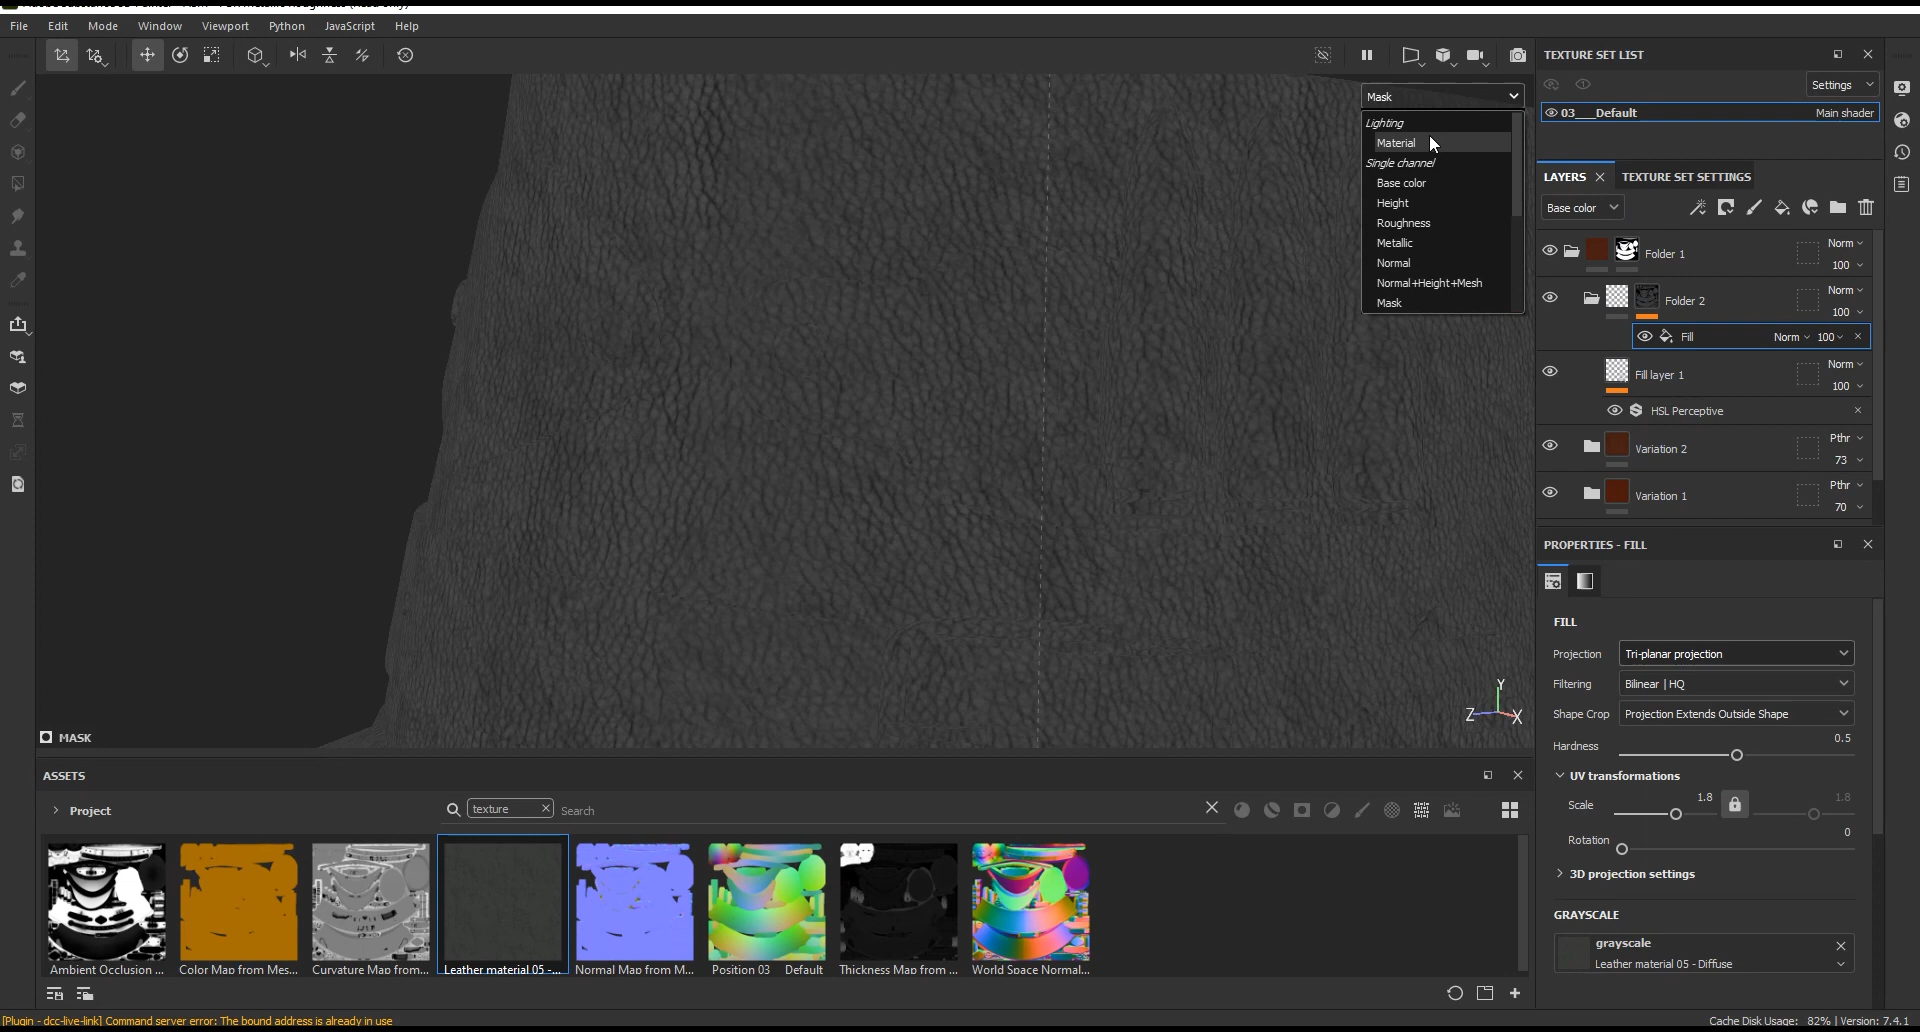 File Edit Mode Window Viewport Python JavaScript Help
TEXTURE SET LIST
Settings
03___Default Main shader
Mask
Lighting
Material
Single channel
Base color
Height
Roughness
Metallic
Normal
Normal+Height+Mesh
Mask
LAYERS TEXTURE SET SETTINGS
Base color
Folder 1 Norm 100
Folder 2 Norm 100
Fill Norm 100
Fill layer 1 Norm 100
HSL Perceptive
Variation 2 Pthr 73
Variation 1 Pthr 70
PROPERTIES - FILL
FILL
Projection Tri-planar projection
Filtering Bilinear | HQ
Shape Crop Projection Extends Outside Shape
Hardness 0.5
UV transformations
Scale 1.8 1.8
Rotation 0
3D projection settings
GRAYSCALE
grayscale
Leather material 05 - Diffuse
Y
Z X
MASK
ASSETS
Project texture Search
Ambient Occlusion ... Color Map from Mes... Curvature Map from... Leather material 05 -... Normal Map from M... Position 03 Default Thickness Map from ... World Space Normal...
[Plugin - dcc-live-link] Command server error: The bound address is already in use
Cache Disk Usage: 82% | Version: 7.4.1